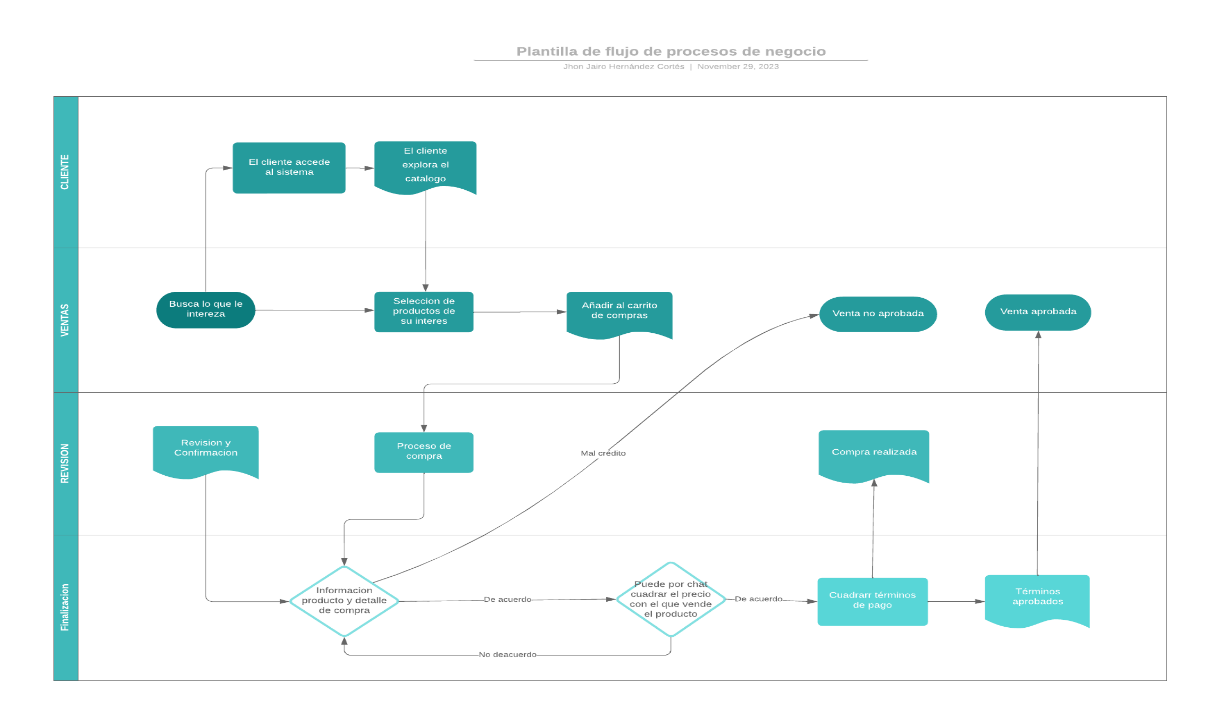 Plantilla de flujo de procesos de negocio
Jhon Jairo Hernández Cortés | November 29, 2023
CLIENTE
El cliente accede
al sistema
El cliente
explora el
catalogo
VENTAS
Busca lo que le
intereza
Seleccion de
productos de
su interes
Añadir al carrito
de compras
Venta no aprobada
Venta aprobada
REVISION
Revision y
Confirmacion
Proceso de
compra
Mal crédito
Compra realizada
Finalizacion
Informacion
producto y detalle
de compra
De acuerdo
Puede por chat
cuadrar el precio
con el que vende
el producto
De acuerdo
Cuadrarr términos
de pago
Términos
aprobados
No deacuerdo